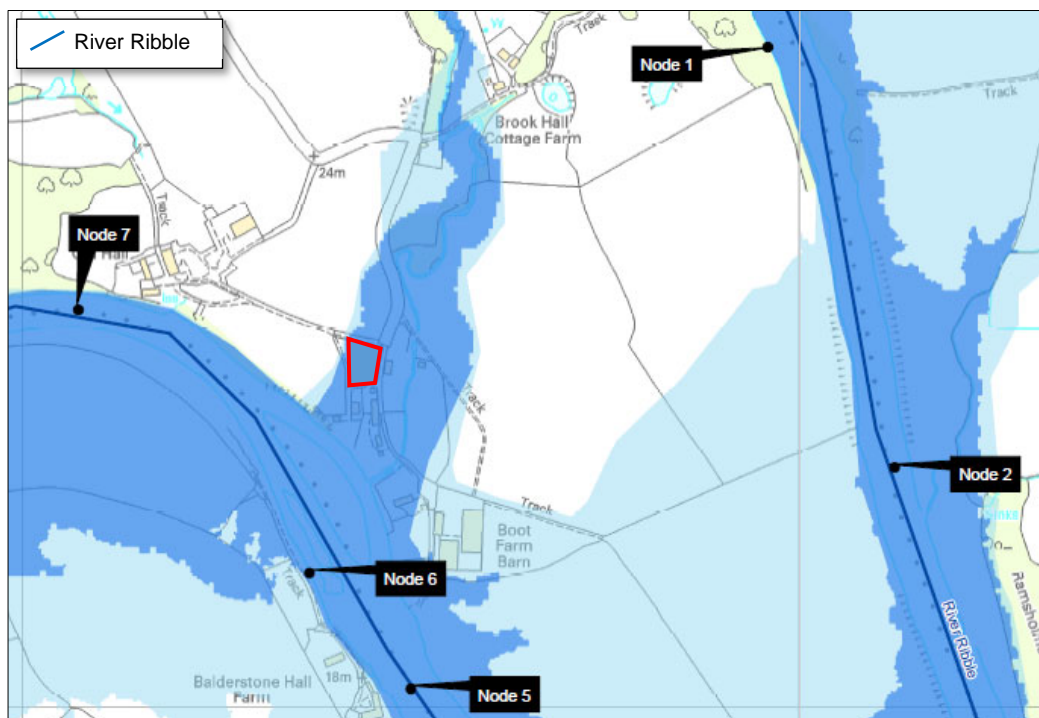 River Ribble
Node 1
Track
Track
Brook Hall
Cottage Farm
24m
Track
Node 7
Hall
Track
Node 2
Track
Boot
Farm
Barn
Node 6
Track
River Ribble
Balderstone Hall
Farm
18m
Node 5